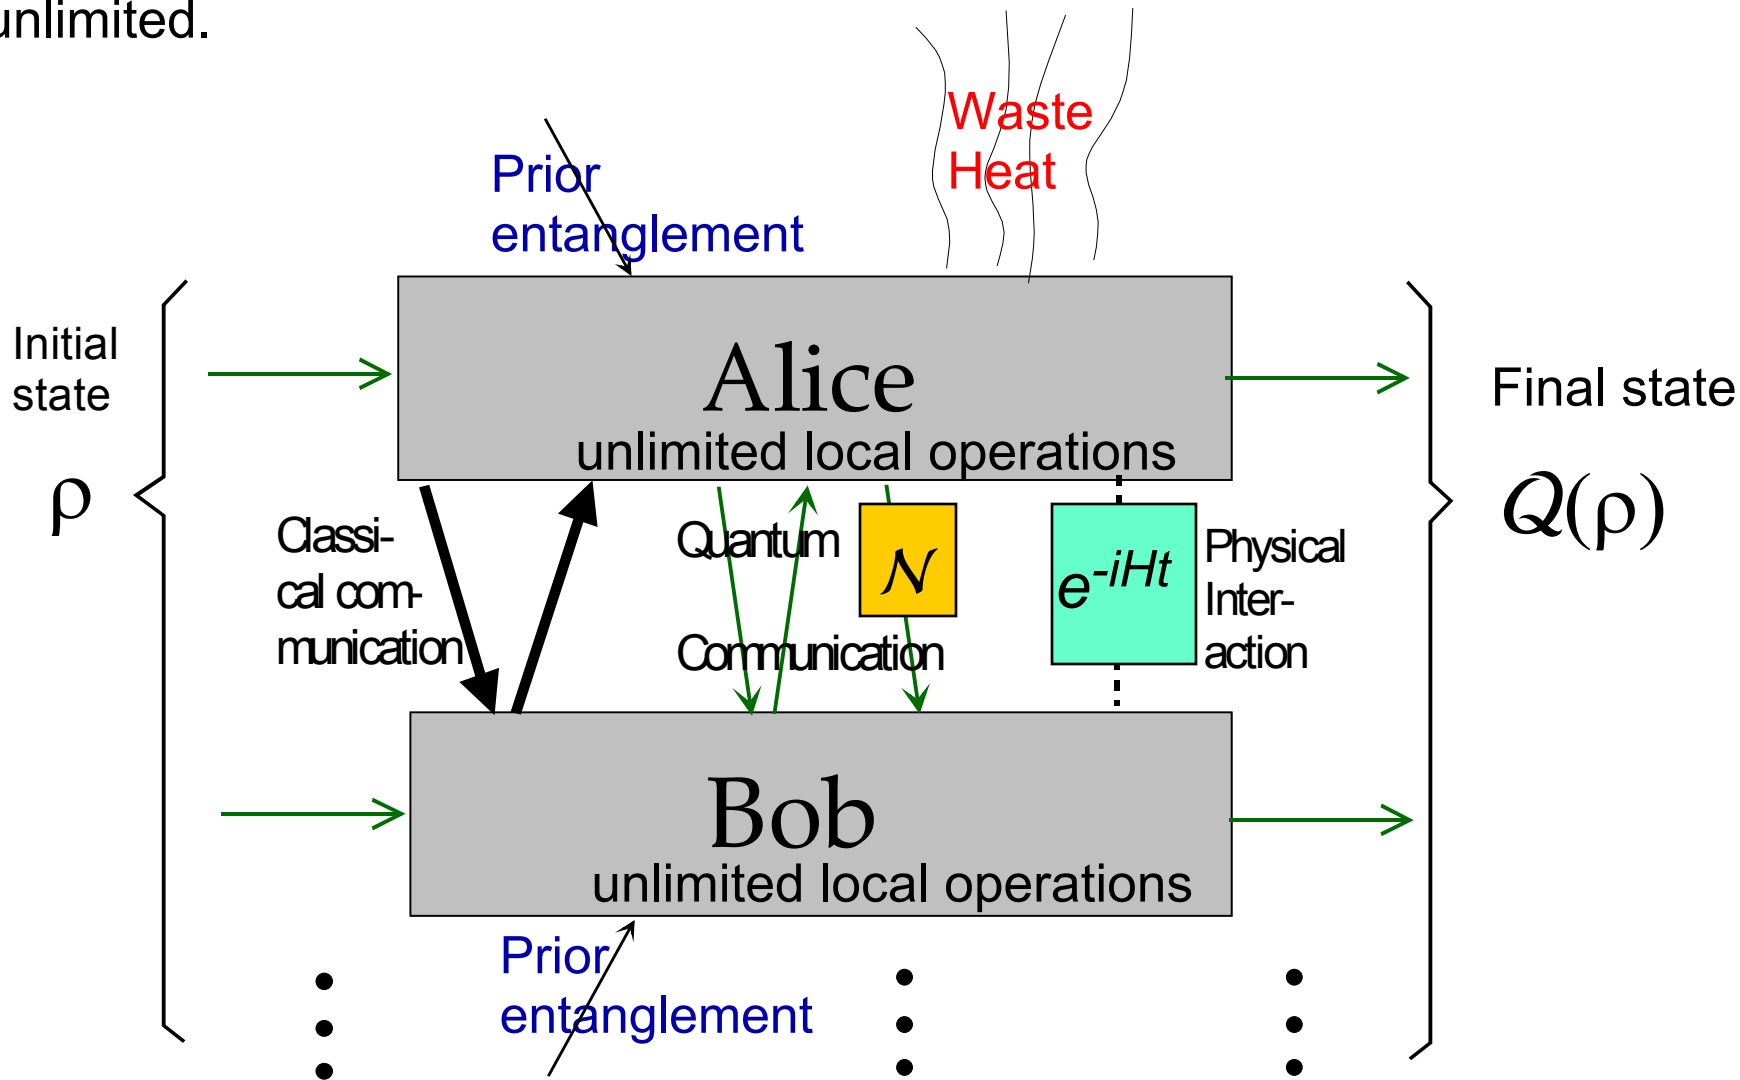 unlimited.
Waste
Heat
Prior
entanglement
Initial
state
Alice
unlimited local operations
Final state
ρ
Q(ρ)
Classi-
cal com-
munication
Quantum
Communication
N
e-iHt
Physical
Inter-
action
Bob
unlimited local operations
Prior
entanglement